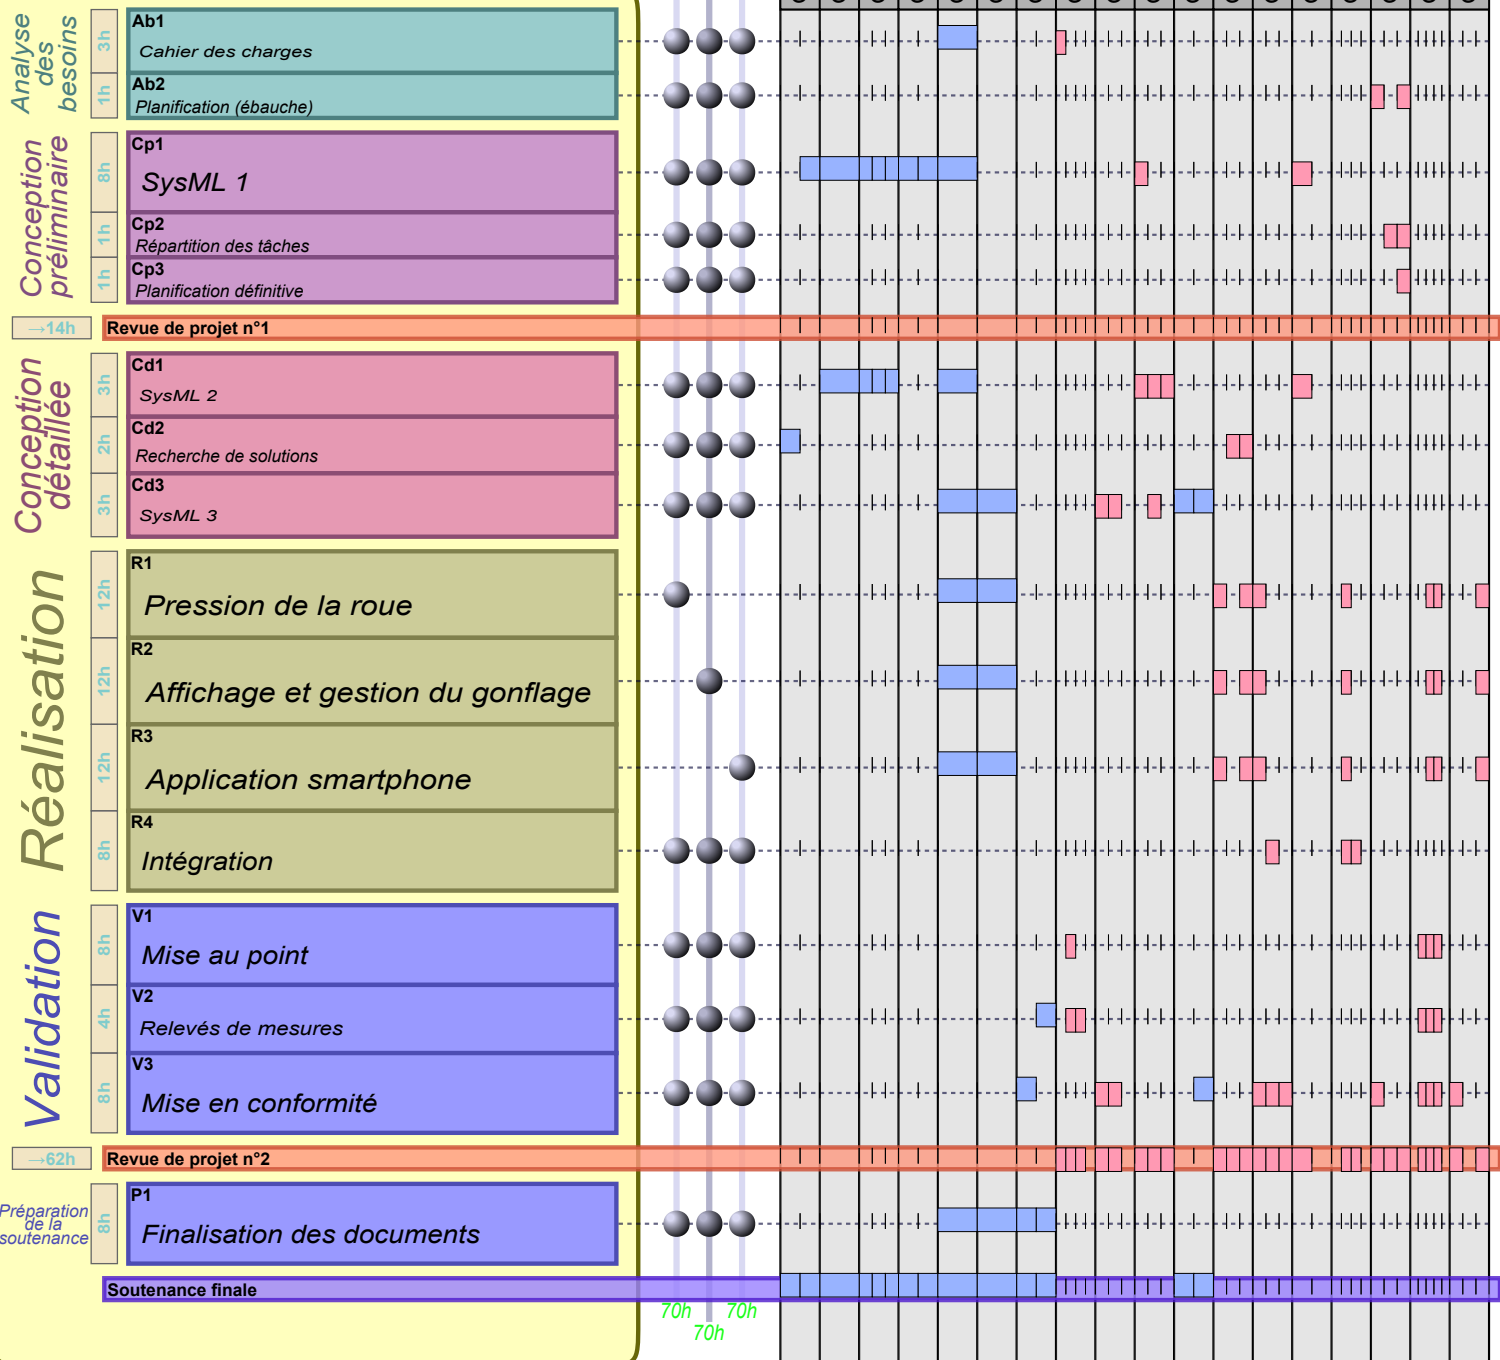 Analyse
des
besoins
3h
Ab1
Cahier des charges
1h
Ab2
Planification (ébauche)
Conception
préliminaire
8h
Cp1
SysML 1
1h
Cp2
Répartition des tâches
1h
Cp3
Planification définitive
→14h
Revue de projet n°1
Conception
détaillée
3h
Cd1
SysML 2
2h
Cd2
Recherche de solutions
3h
Cd3
SysML 3
Réalisation
12h
R1
Pression de la roue
12h
R2
Affichage et gestion du gonflage
12h
R3
Application smartphone
8h
R4
Intégration
Validation
8h
V1
Mise au point
4h
V2
Relevés de mesures
8h
V3
Mise en conformité
→62h
Revue de projet n°2
Préparation
de la
soutenance
8h
P1
Finalisation des documents
Soutenance finale
70h
70h
70h